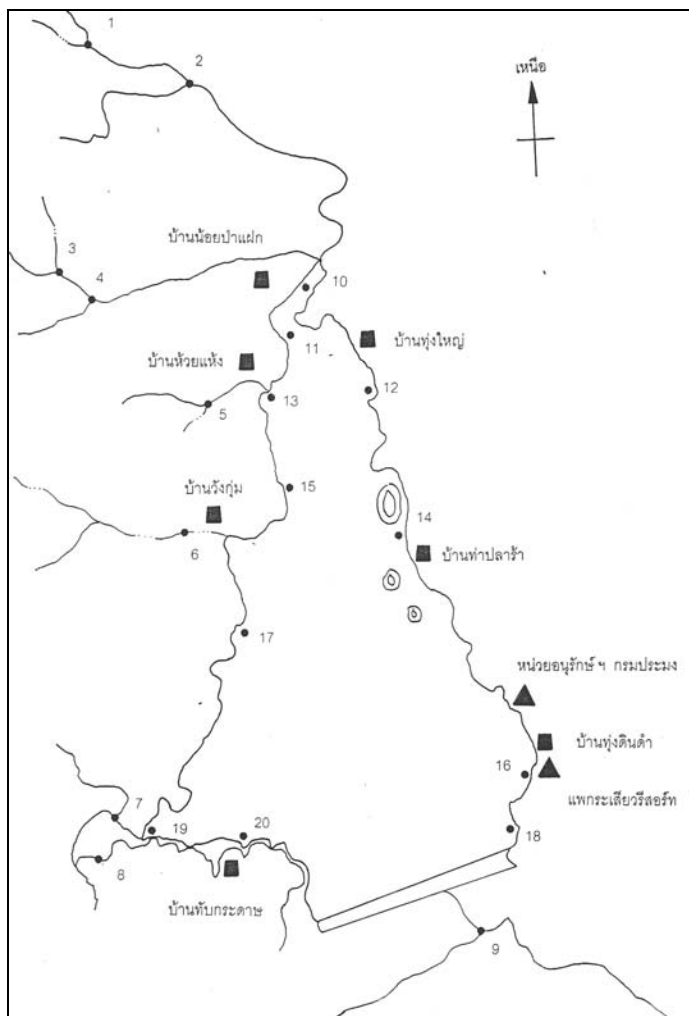 1
2
เหนือ
บ้านน้อยป่าแฝก
3
4
10
11
บ้านทุ่งใหญ่
บ้านห้วยแห้ง
12
5
13
บ้านวังกุ่ม
15
14
6
บ้านท่าปลาร้า
17
หน่วยอนุรักษ์ ฯ กรมประมง
บ้านทุ่งดินดำ
16
แพกระเสียวรีสอร์ท
7
19
20
18
8
บ้านทับกระดาษ
9